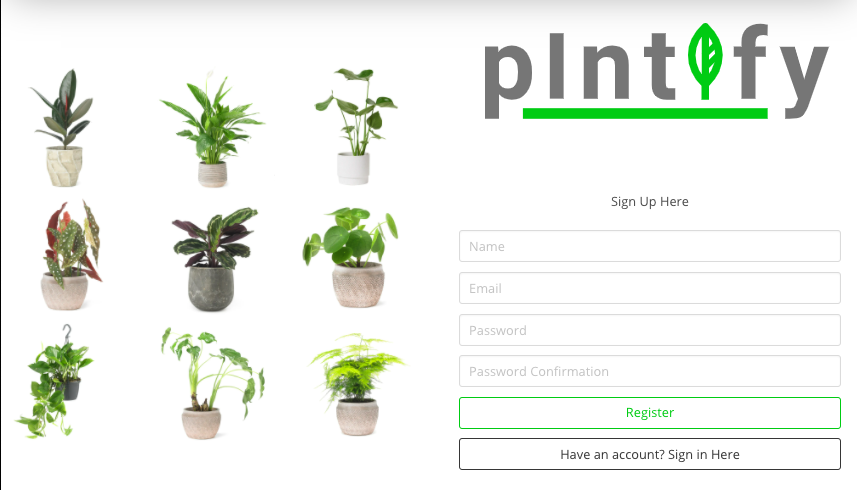 plntify
Sign Up Here
Name
Email
Password
Password Confirmation
Register
Have an account? Sign in Here